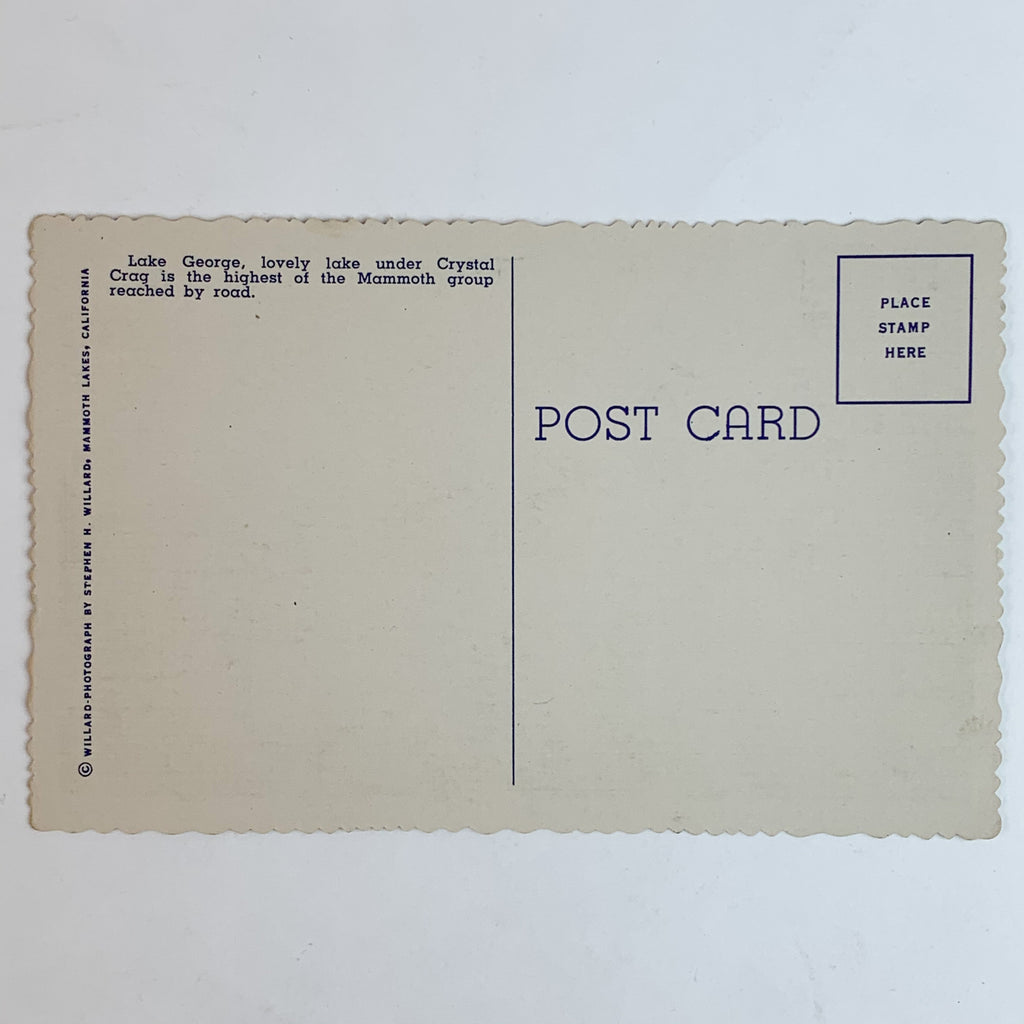 Lake George, lovely lake under Crystal
Crag is the highest of the Mammoth group
reached by road.
© WILLARD-PHOTOGRAPH BY STEPHEN H. WILLARD, MAMMOTH LAKES, CALIFORNIA
POST CARD
PLACE
STAMP
HERE